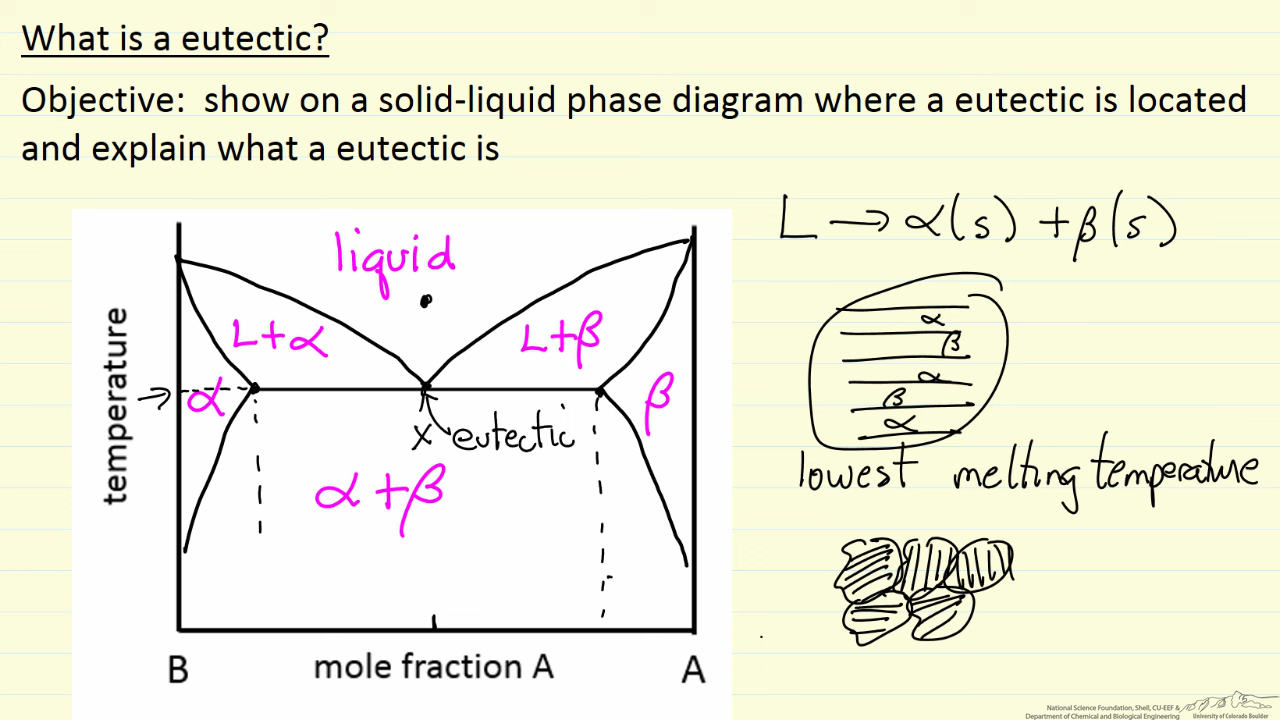 What is a eutectic?
Objective: show on a solid-liquid phase diagram where a eutectic is located
and explain what a eutectic is
L → α(s) + β(s)
liquid
L+α
L+β
α
β
x eutectic
α+β
temperature
B
mole fraction A
A
α
β
α
β
α
lowest melting temperature
National Science Foundation, Shell, CU-EEF &
Department of Chemical and Biological Engineering
University of Colorado Boulder